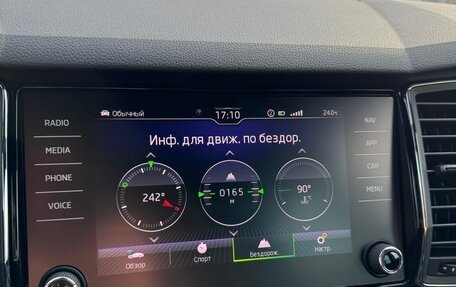 Обычный
17:10
2
24.0
RADIO
MEDIA
PHONE
VOICE
NAV
APP
CAR
MENU
Инф. для движ. по бездор.
242°
0165
М
90°
°C
Обзор
Спорт
Бездорож.
Настр.